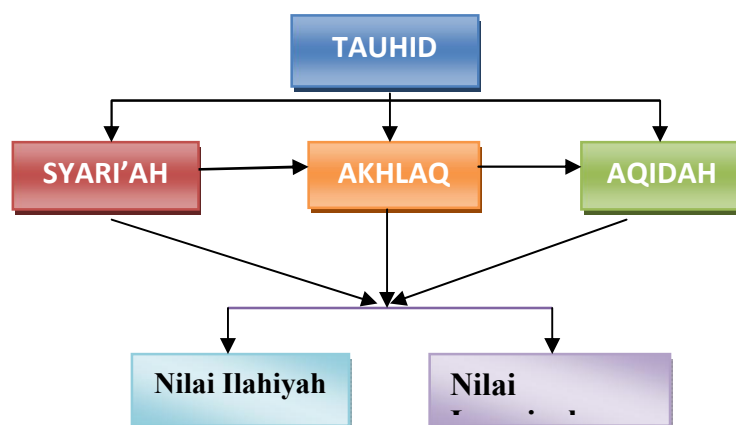 TAUHID
SYARI’AH
AKHLAQ
AQIDAH
Nilai Ilahiyah
Nilai